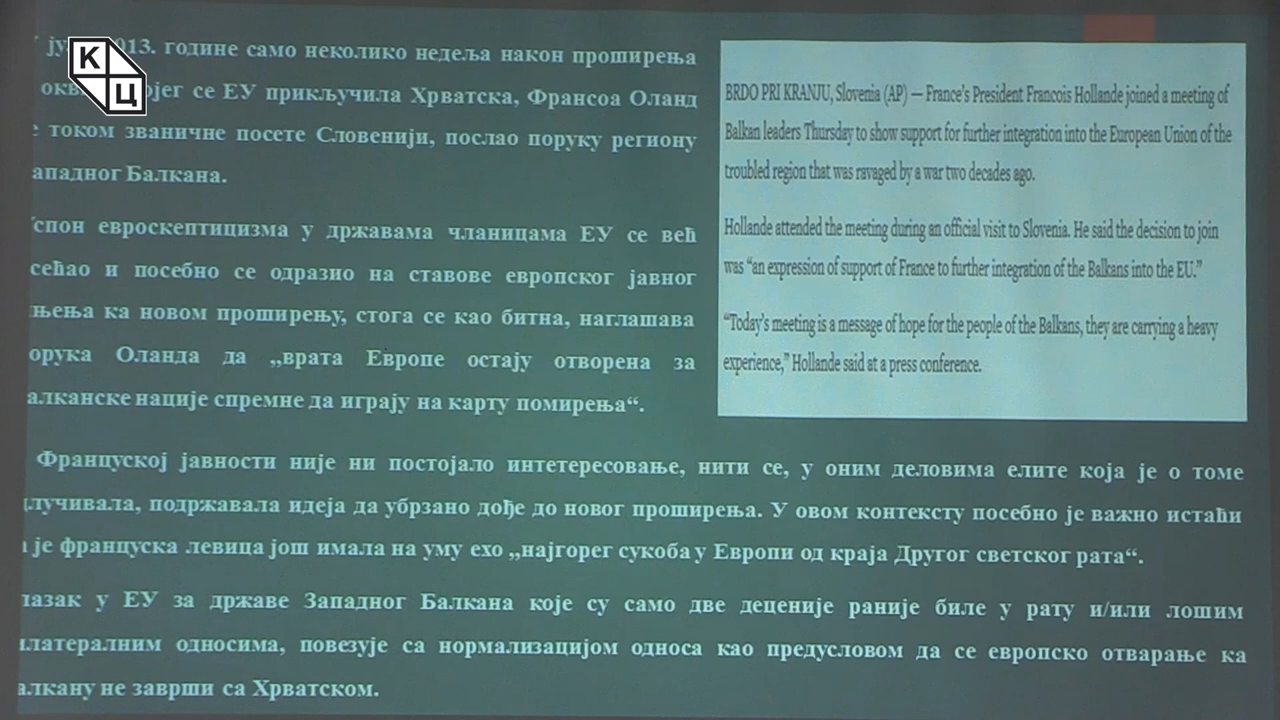 К
Ц
013. године само неколико недеља након проширења
се ЕУ прикључила Хрватска, Франсоа Оланд
током званичне посете Словенији, послао поруку региону
ападног Балкана.
спон евроскептицизма у државама чланицама ЕУ се већ
сећао и посебно се одразио на ставове европског јавног
њења ка новом проширењу, стога се као битна, наглашава
орука Оланда да „врата Европе остају отворена за
алканске нације спремне да играју на карту помирења“.
BRDO PRI KRANJU, Slovenia (AP) — France's President Francois Hollande joined a meeting of
Balkan leaders Thursday to show support for further integration into the European Union of the
troubled region that was ravaged by a war two decades ago.
Hollande attended the meeting during an official visit to Slovenia. He said the decision to join
was “an expression of support of France to further integration of the Balkans into the EU.”
“Today's meeting is a message of hope for the people of the Balkans, they are carrying a heavy
experience,” Hollande said at a press conference.
Француској јавности није ни постојало интетересовање, нити се, у оним деловима елите која је о томе
лучивала, подржавала идеја да убрзано дође до новог проширења. У овом контексту посебно је важно истаћи
је француска левица још имала на уму ехо „најгорег сукоба у Европи од краја Другог светског рата“.
лазак у ЕУ за државе Западног Балкана које су само две деценије раније биле у рату и/или лошим
илатералним односима, повезује са нормализацијом односа као предусловом да се европско отварање ка
алкану не заврши са Хрватском.